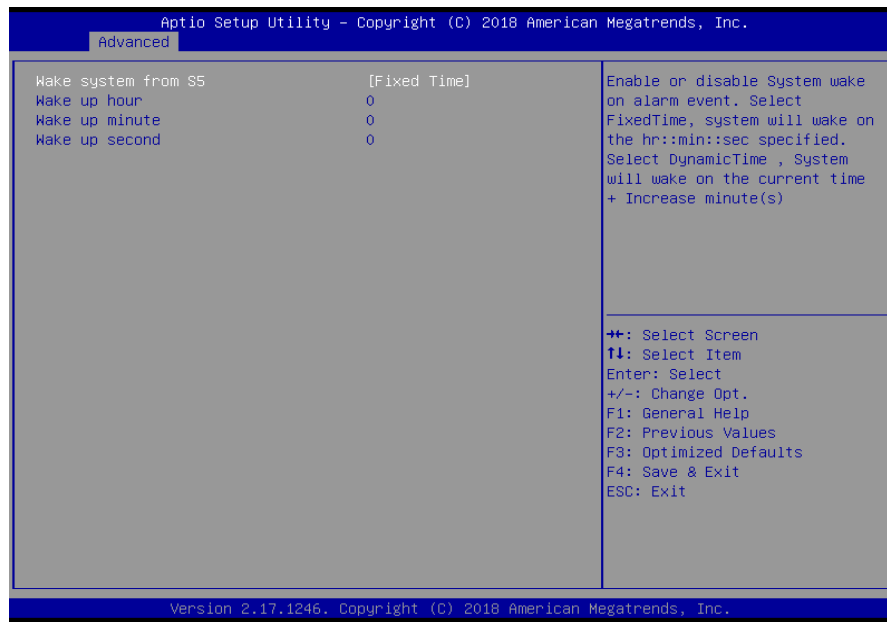 Aptio Setup Utility – Copyright (C) 2018 American Megatrends, Inc.
Advanced
Wake system from S5 [Fixed Time]
Wake up hour 0
Wake up minute 0
Wake up second 0
Enable or disable System wake
on alarm event. Select
FixedTime, system will wake on
the hr::min::sec specified.
Select DynamicTime , System
will wake on the current time
+ Increase minute(s)
→←: Select Screen
↑↓: Select Item
Enter: Select
+/-: Change Opt.
F1: General Help
F2: Previous Values
F3: Optimized Defaults
F4: Save & Exit
ESC: Exit
Version 2.17.1246. Copyright (C) 2018 American Megatrends, Inc.